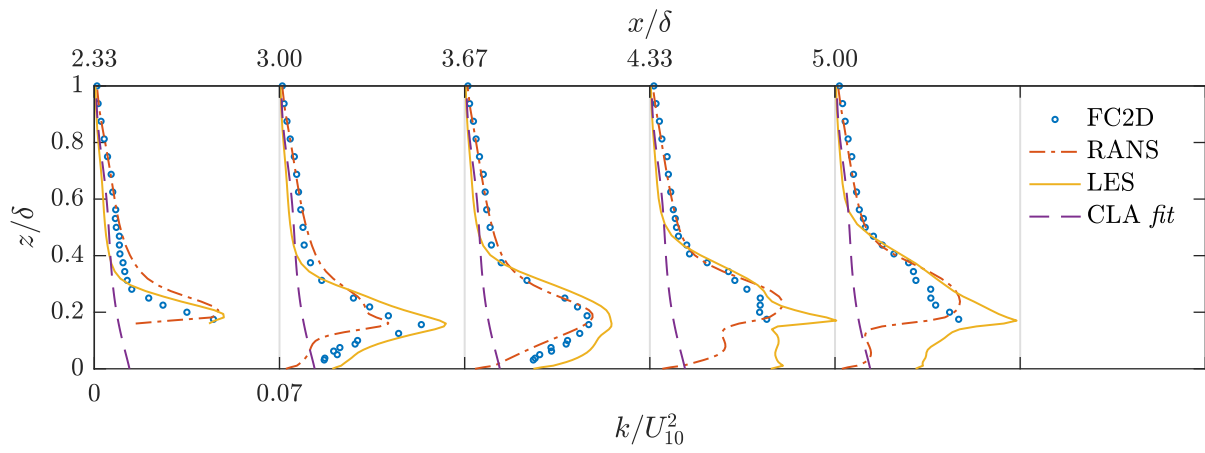 x/δ
2.33 3.00 3.67 4.33 5.00
1
0.8
0.6
0.4
0.2
0
z/δ
FC2D
RANS
LES
CLA fit
0 0.07
k/U²₁₀